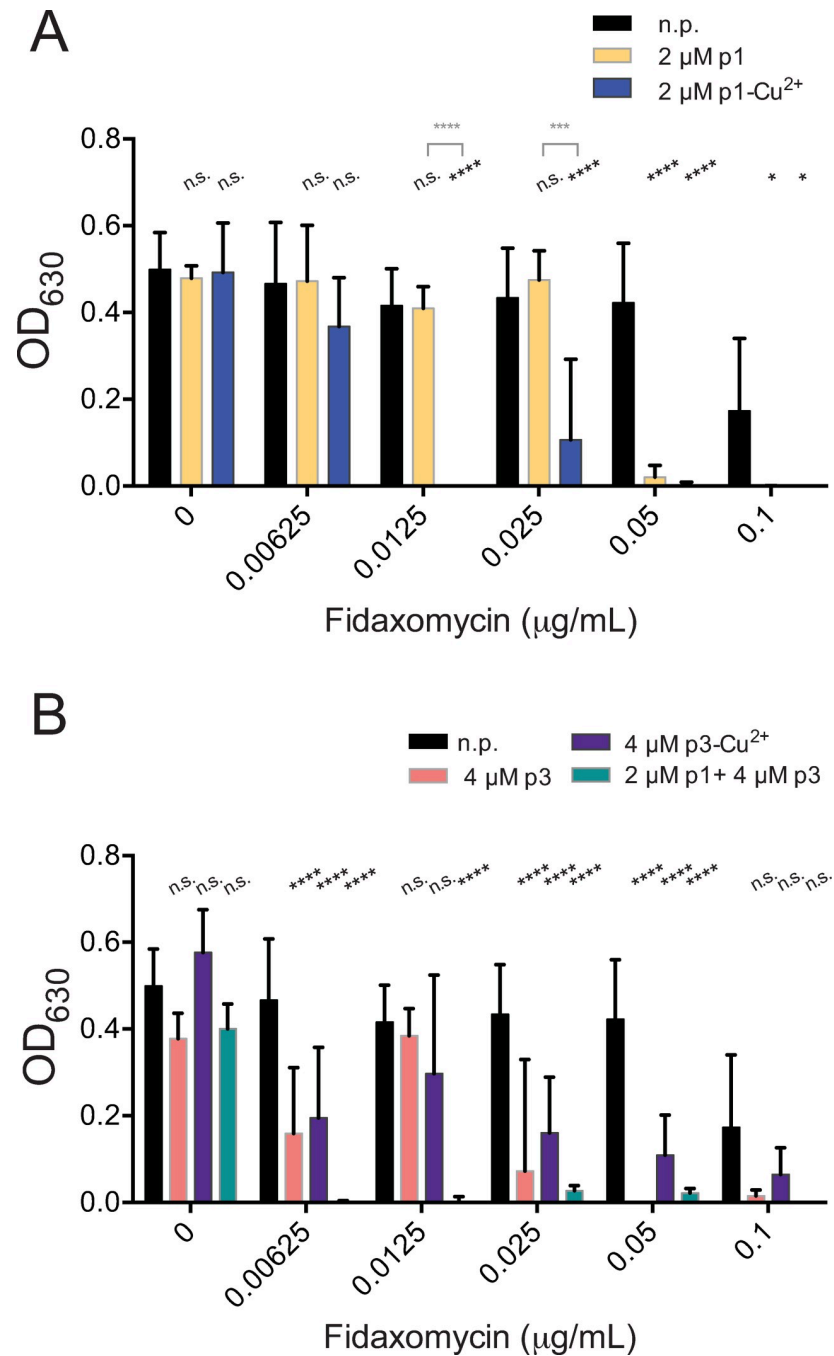 A
n.p.
2 µM p1
2 µM p1-Cu²⁺
**** ***
n.s. n.s. n.s. n.s. n.s. **** n.s. **** **** **** * *
0.8
0.6
0.4
0.2
0.0
OD₆₃₀
0 0.00625 0.0125 0.025 0.05 0.1
Fidaxomycin (µg/mL)
B
n.p. 4 µM p3-Cu²⁺
4 µM p3 2 µM p1+ 4 µM p3
n.s. n.s. n.s. **** **** **** n.s. n.s. **** **** **** **** **** **** **** n.s. n.s. n.s.
0.8
0.6
0.4
0.2
0.0
OD₆₃₀
0 0.00625 0.0125 0.025 0.05 0.1
Fidaxomycin (µg/mL)